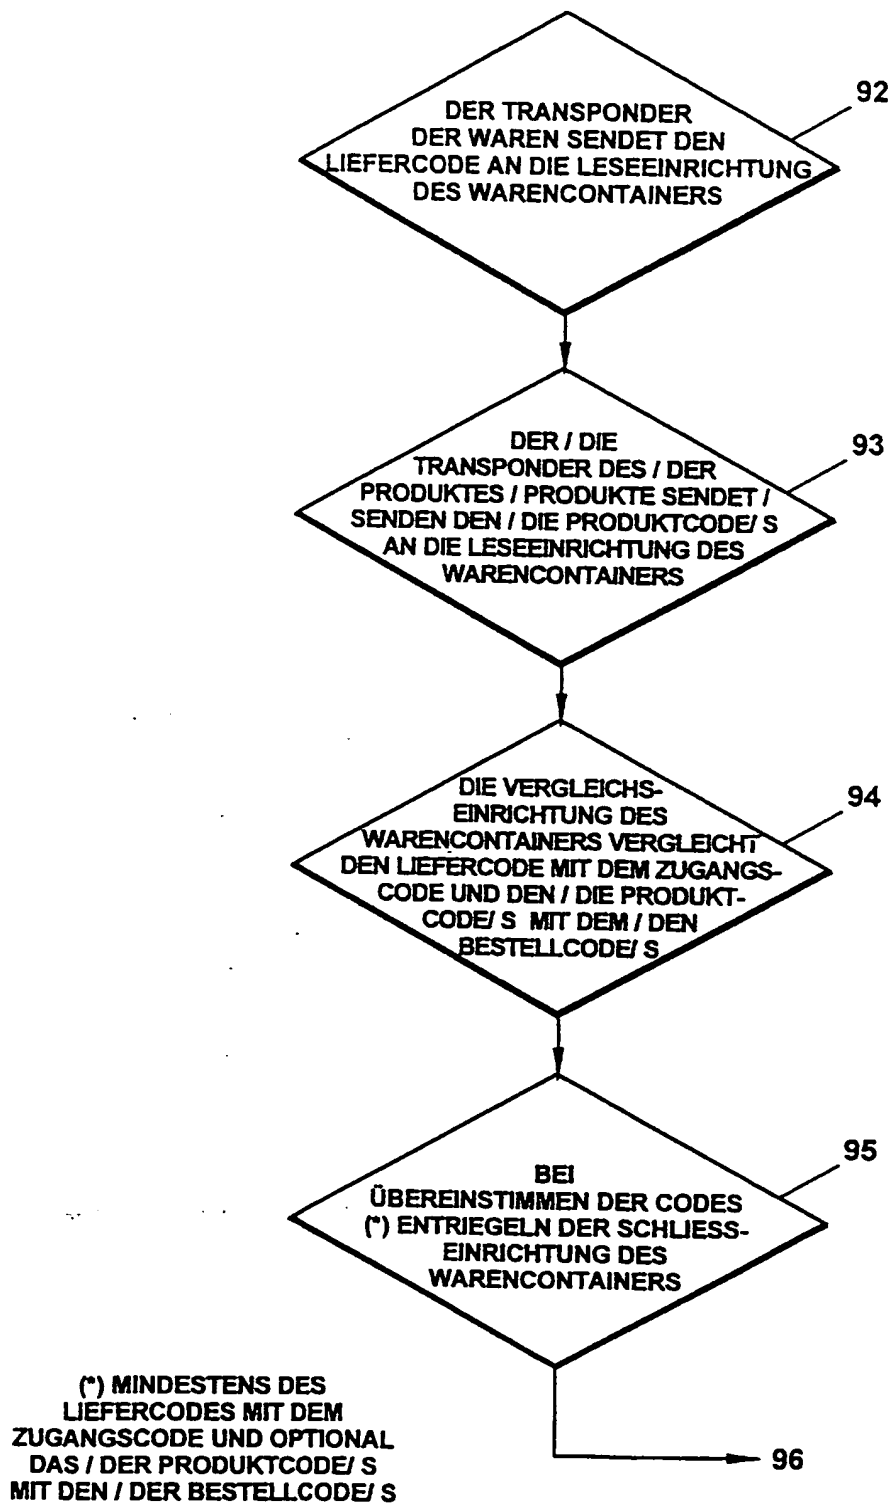 92
DER TRANSPONDER
DER WAREN SENDET DEN
LIEFERCODE AN DIE LESEEINRICHTUNG
DES WARENCONTAINERS
93
DER / DIE
TRANSPONDER DES / DER
PRODUKTES / PRODUKTE SENDET /
SENDEN DEN / DIE PRODUKTCODE/ S
AN DIE LESEEINRICHTUNG DES
WARENCONTAINERS
94
DIE VERGLEICHS-
EINRICHTUNG DES
WARENCONTAINERS VERGLEICHT
DEN LIEFERCODE MIT DEM ZUGANGS-
CODE UND DEN / DIE PRODUKT-
CODE/ S MIT DEM / DEN
BESTELLCODE/ S
95
BEI
ÜBEREINSTIMMEN DER CODES
(*) ENTRIEGELN DER SCHLIESS-
EINRICHTUNG DES
WARENCONTAINERS
(*) MINDESTENS DES
LIEFERCODES MIT DEM
ZUGANGSCODE UND OPTIONAL
DAS / DER PRODUKTCODE/ S
MIT DEN / DER BESTELLCODE/ S
96